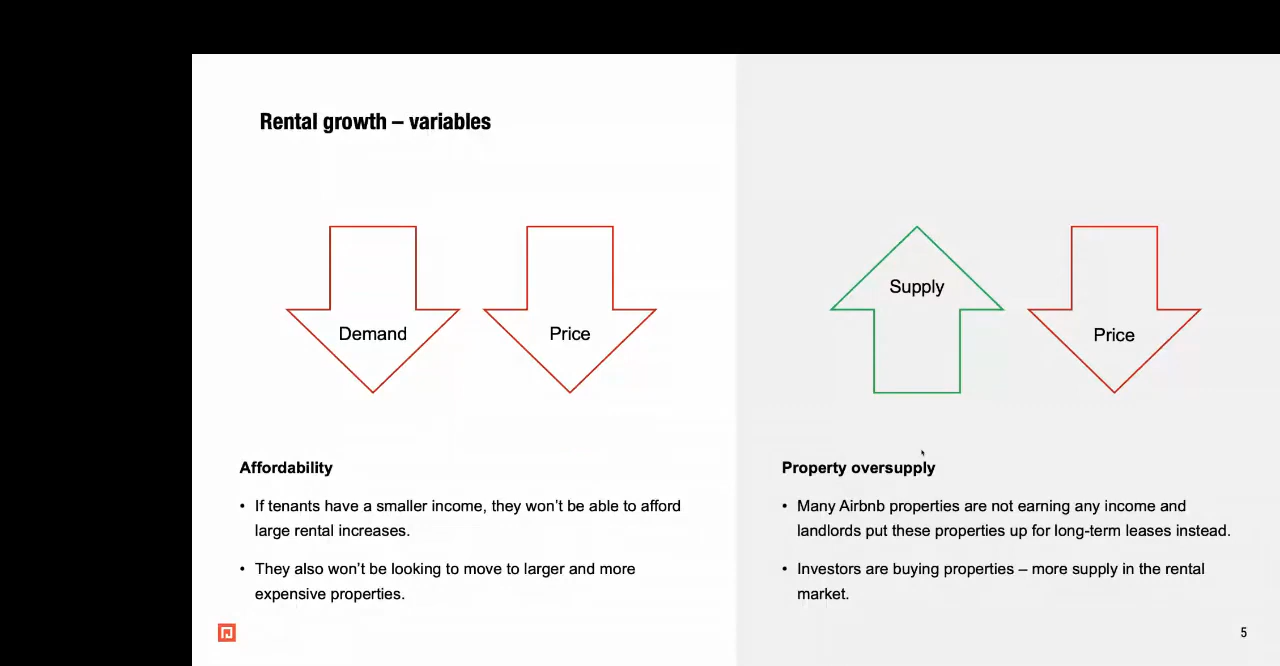 Rental growth – variables
Demand
Price
Affordability
• If tenants have a smaller income, they won't be able to afford
large rental increases.
• They also won't be looking to move to larger and more
expensive properties.
Supply
Price
Property oversupply
• Many Airbnb properties are not earning any income and
landlords put these properties up for long-term leases instead.
• Investors are buying properties – more supply in the rental
market.
5